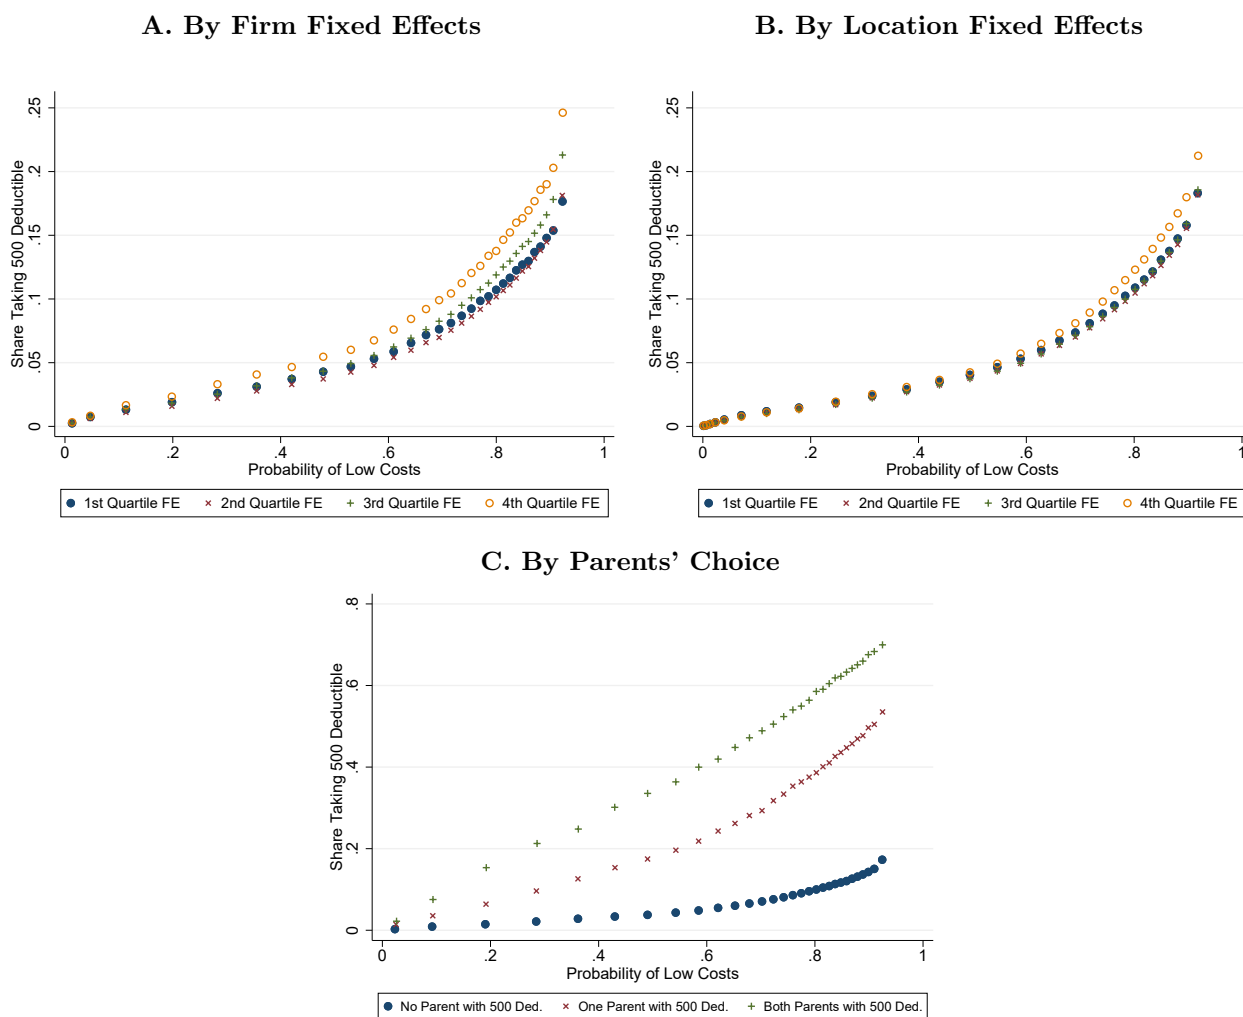 A. By Firm Fixed Effects
Share Taking 500 Deductible
.25
.2
.15
.1
.05
0
0 .2 .4 .6 .8 1
Probability of Low Costs
1st Quartile FE 2nd Quartile FE 3rd Quartile FE 4th Quartile FE
B. By Location Fixed Effects
Share Taking 500 Deductible
.25
.2
.15
.1
.05
0
0 .2 .4 .6 .8 1
Probability of Low Costs
1st Quartile FE 2nd Quartile FE 3rd Quartile FE 4th Quartile FE
C. By Parents' Choice
Share Taking 500 Deductible
.8
.6
.4
.2
0
0 .2 .4 .6 .8 1
Probability of Low Costs
No Parent with 500 Ded. One Parent with 500 Ded. Both Parents with 500 Ded.